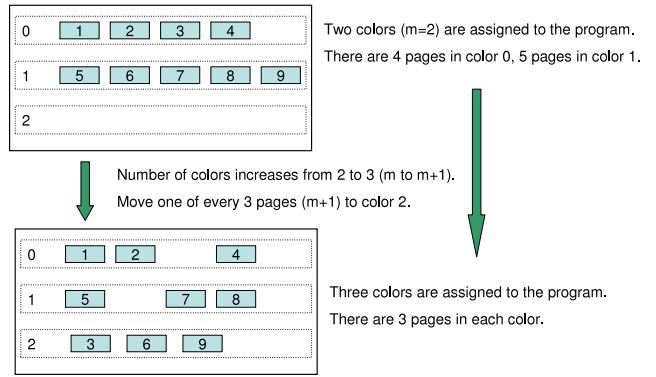 0 1 2 3 4
1 5 6 7 8 9
2
Two colors (m=2) are assigned to the program.
There are 4 pages in color 0, 5 pages in color 1.
Number of colors increases from 2 to 3 (m to m+1).
Move one of every 3 pages (m+1) to color 2.
0 1 2 4
1 5 7 8
2 3 6 9
Three colors are assigned to the program.
There are 3 pages in each color.